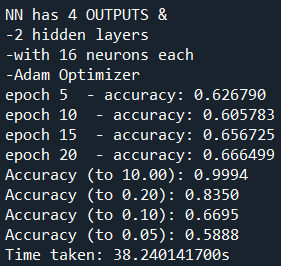 NN has 4 OUTPUTS &
-2 hidden layers
-with 16 neurons each
-Adam Optimizer
epoch 5  - accuracy: 0.626790
epoch 10  - accuracy: 0.605783
epoch 15  - accuracy: 0.656725
epoch 20  - accuracy: 0.666499
Accuracy (to 10.00): 0.9994
Accuracy (to 0.20): 0.8350
Accuracy (to 0.10): 0.6695
Accuracy (to 0.05): 0.5888
Time taken: 38.240141700s